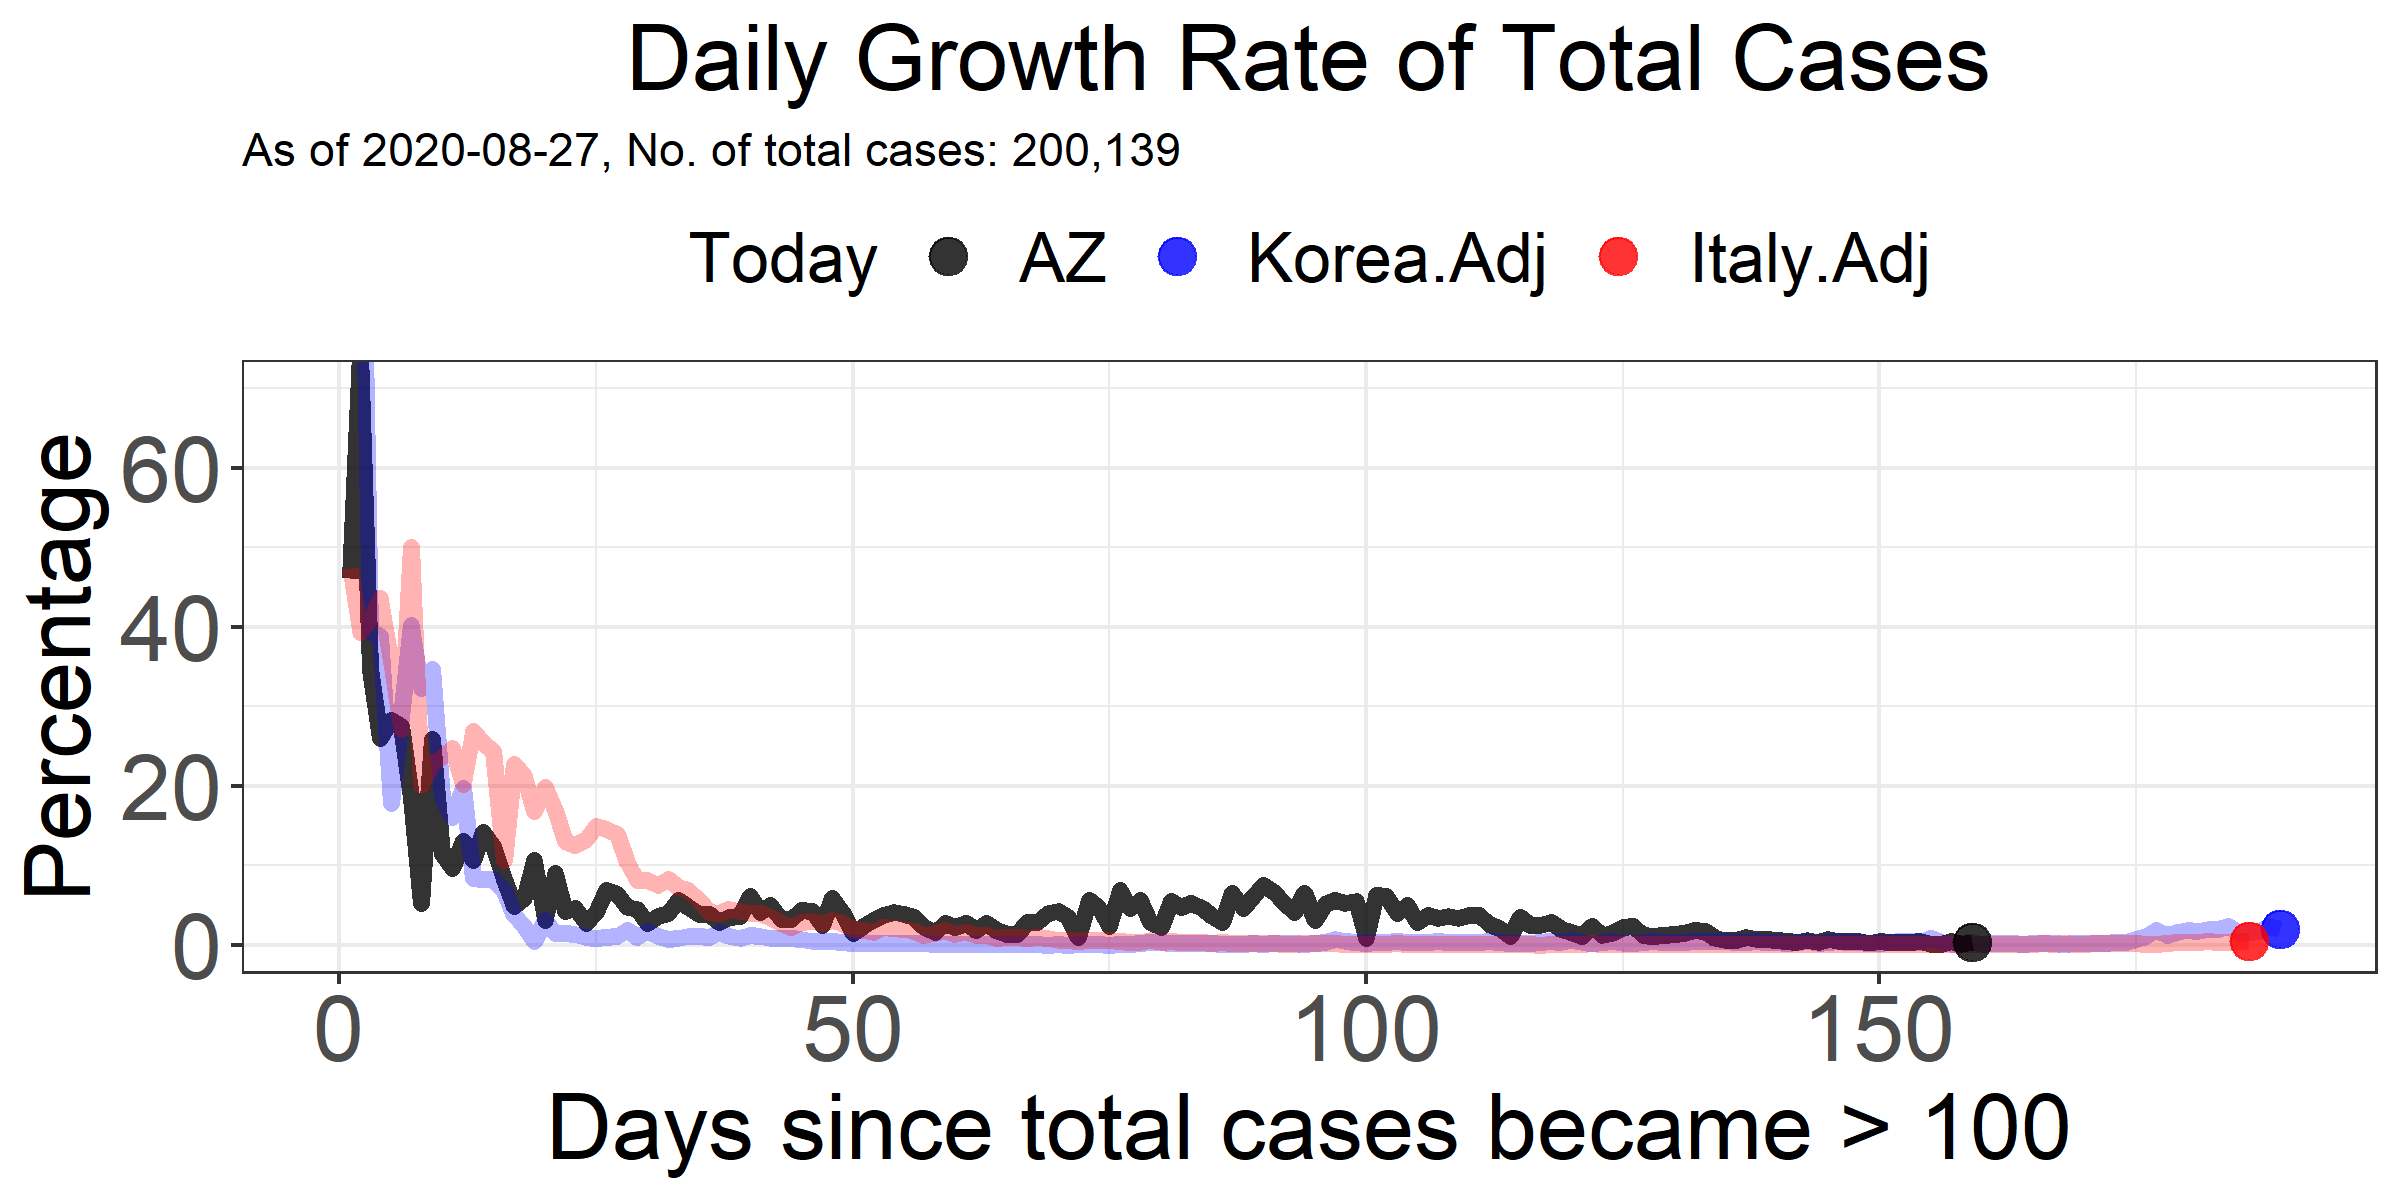 Daily Growth Rate of Total Cases
As of 2020-08-27, No. of total cases: 200,139
Today AZ Korea.Adj Italy.Adj
Percentage
60
40
20
0
0 50 100 150
Days since total cases became > 100